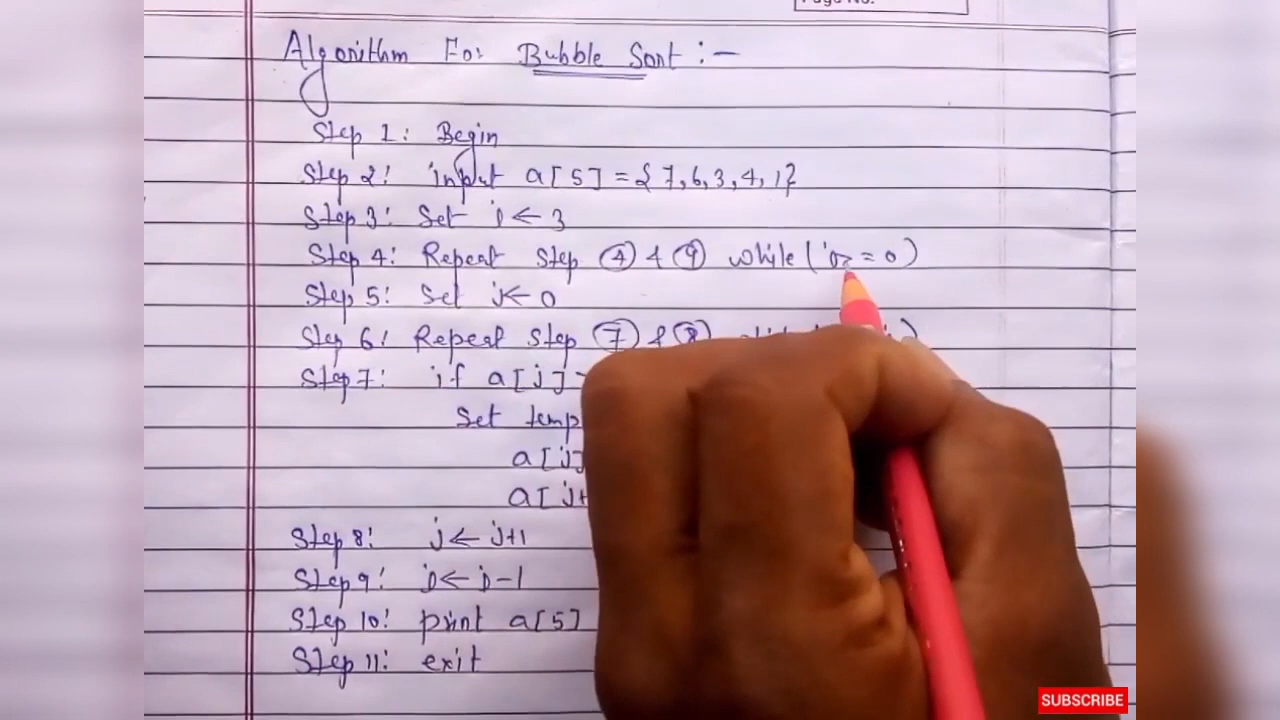 Page No.
Algorithm For Bubble Sort :-
Step 1: Begin
Step 2: input a[5] = {7,6,3,4,1}
Step 3: Set i ← 3
Step 4: Repeat Step 4 & 9 while (i >= 0)
Step 5: Set j ← 0
Step 6: Repeat Step 7 & 8
Step 7: if a[j]
Set temp
a[j]
a[j+
Step 8: j ← j+1
Step 9: i ← i-1
Step 10: print a[5]
Step 11: exit
SUBSCRIBE